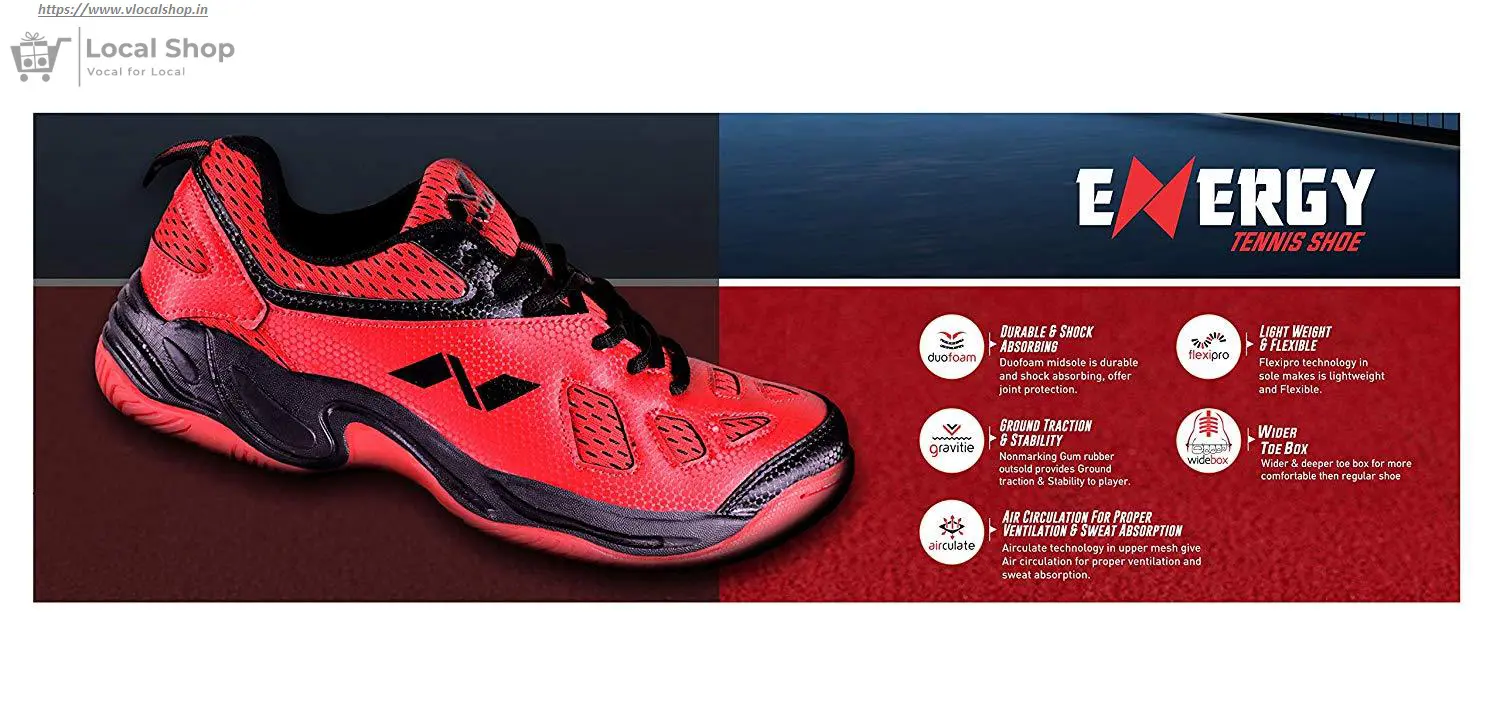 https://www.vlocalshop.in
Local Shop
Vocal for Local
ENERGY
TENNIS SHOE
duofoam
DURABLE & SHOCK
ABSORBING
Duofoam midsole is durable
and shock absorbing, offer
joint protection.
flexipro
LIGHT WEIGHT
& FLEXIBLE
Flexipro technology in
sole makes is lightweight
and Flexible.
gravitie
GROUND TRACTION
& STABILITY
Nonmarking Gum rubber
outsold provides Ground
traction & Stability to player.
widebox
WIDER
TOE BOX
Wider & deeper toe box for more
comfortable then regular shoe
airculate
AIR CIRCULATION FOR PROPER
VENTILATION & SWEAT ABSORPTION
Airculate technology in upper mesh give
Air circulation for proper ventilation and
sweat absorption.